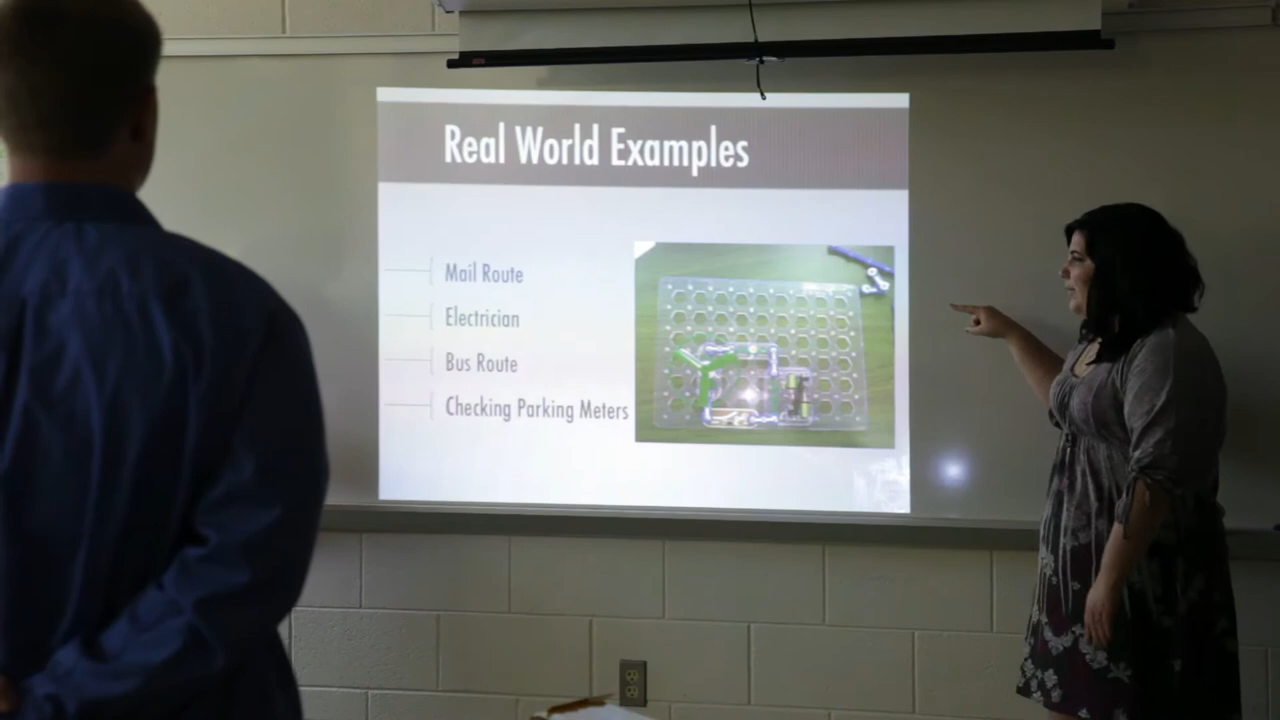 Real World Examples
Mail Route
Electrician
Bus Route
Checking Parking Meters